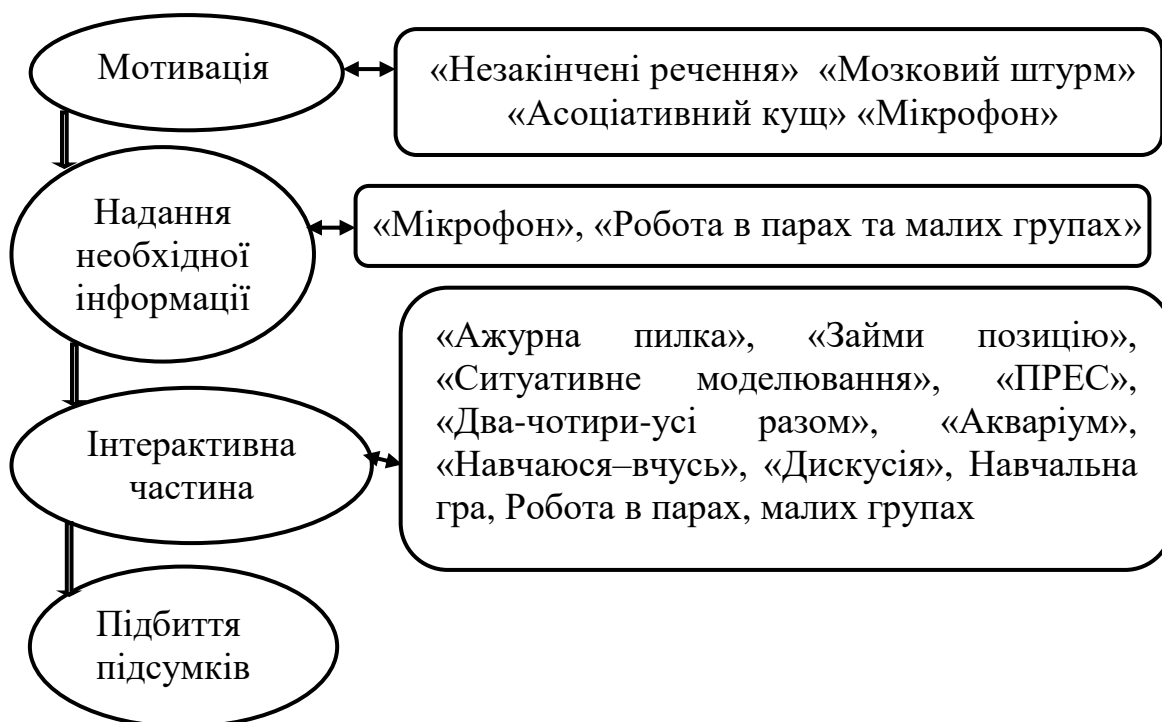 Мотивація
«Незакінчені речення» «Мозковий штурм»
«Асоціативний кущ» «Мікрофон»
Надання
необхідної
інформації
«Мікрофон», «Робота в парах та малих групах»
Інтерактивна
частина
«Ажурна пилка», «Займи позицію»,
«Ситуативне моделювання», «ПРЕС»,
«Два-чотири-усі разом», «Акваріум»,
«Навчаюся–вчусь», «Дискусія», Навчальна
гра, Робота в парах, малих групах
Підбиття
підсумків